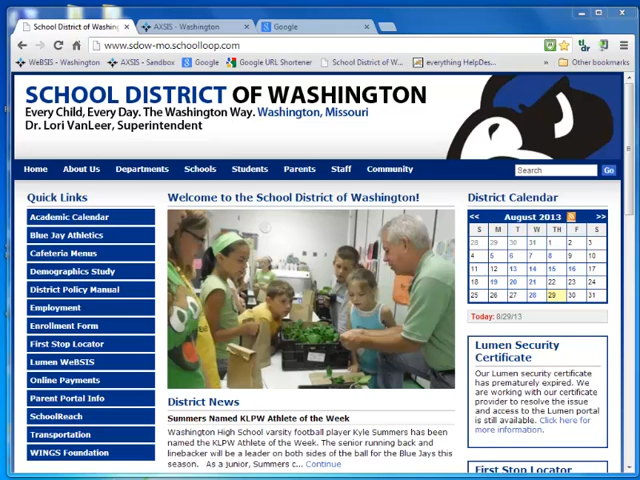 School District of Washing
AXSIS - Washington
Google
www.sdow-mo.schoolloop.com
WeBSIS - Washington
AXSIS - Sandbox
Google
Google URL Shortener
School District of W...
everything HelpDes...
Other bookmarks
SCHOOL DISTRICT OF WASHINGTON
Every Child, Every Day. The Washington Way. Washington, Missouri
Dr. Lori VanLeer, Superintendent
Home About Us Departments Schools Students Parents Staff Community
Search Go
Quick Links
Academic Calendar
Blue Jay Athletics
Cafeteria Menus
Demographics Study
District Policy Manual
Employment
Enrollment Form
First Stop Locator
Lumen WeBSIS
Online Payments
Parent Portal Info
SchoolReach
Transportation
WINGS Foundation
Welcome to the School District of Washington!
District News
Summers Named KLPW Athlete of the Week
Washington High School varsity football player Kyle Summers has been
named the KLPW Athlete of the Week. The senior running back and
linebacker will be a leader on both sides of the ball for the Blue Jays this
season. As a junior, Summers c... Continue
District Calendar
<< August 2013 >>
S M T W TH F S
28 29 30 31 1 2 3
4 5 6 7 8 9 10
11 12 13 14 15 16 17
18 19 20 21 22 23 24
25 26 27 28 29 30 31
Today: 8/29/13
Lumen Security
Certificate
Our Lumen security certificate
has prematurely expired. We
are working with our certificate
provider to resolve the issue
and access to the Lumen portal
is still available. Click here for
more information.
First Stop Locator